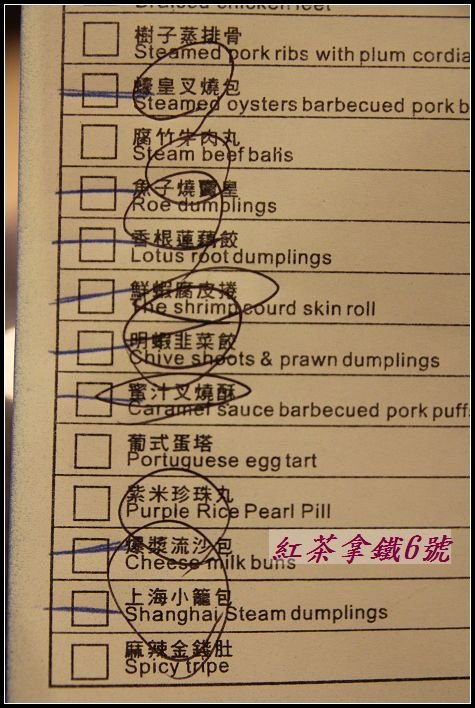 Braised chicken feet
樹子蒸排骨
Steamed pork ribs with plum cordia
蠔皇叉燒包
Steamed oysters barbecued pork b
腐竹牛肉丸
Steam beef balls
魚子燒賣皇
Roe dumplings
香根蓮藕餃
Lotus root dumplings
鮮蝦腐皮捲
The shrimp gourd skin roll
明蝦韭菜餃
Chive shoots & prawn dumplings
蜜汁叉燒酥
Caramel sauce barbecued pork puff
葡式蛋塔
Portuguese egg tart
紫米珍珠丸
Purple Rice Pearl Pill
爆漿流沙包
Cheese milk buns
紅茶拿鐵6號
上海小籠包
Shanghai Steam dumplings
麻辣金錢肚
Spicy tripe